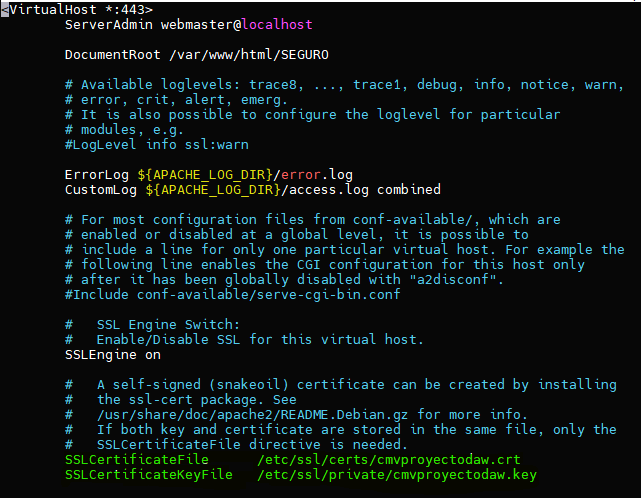 <VirtualHost *:443>
ServerAdmin webmaster@localhost
DocumentRoot /var/www/html/SEGURO
# Available loglevels: trace8, ..., trace1, debug, info, notice, warn,
# error, crit, alert, emerg.
# It is also possible to configure the loglevel for particular
# modules, e.g.
#LogLevel info ssl:warn
ErrorLog ${APACHE_LOG_DIR}/error.log
CustomLog ${APACHE_LOG_DIR}/access.log combined
# For most configuration files from conf-available/, which are
# enabled or disabled at a global level, it is possible to
# include a line for only one particular virtual host. For example the
# following line enables the CGI configuration for this host only
# after it has been globally disabled with "a2disconf".
#Include conf-available/serve-cgi-bin.conf
#   SSL Engine Switch:
#   Enable/Disable SSL for this virtual host.
SSLEngine on
#   A self-signed (snakeoil) certificate can be created by installing
#   the ssl-cert package. See
#   /usr/share/doc/apache2/README.Debian.gz for more info.
#   If both key and certificate are stored in the same file, only the
#   SSLCertificateFile directive is needed.
SSLCertificateFile      /etc/ssl/certs/cmvproyectodaw.crt
SSLCertificateKeyFile   /etc/ssl/private/cmvproyectodaw.key